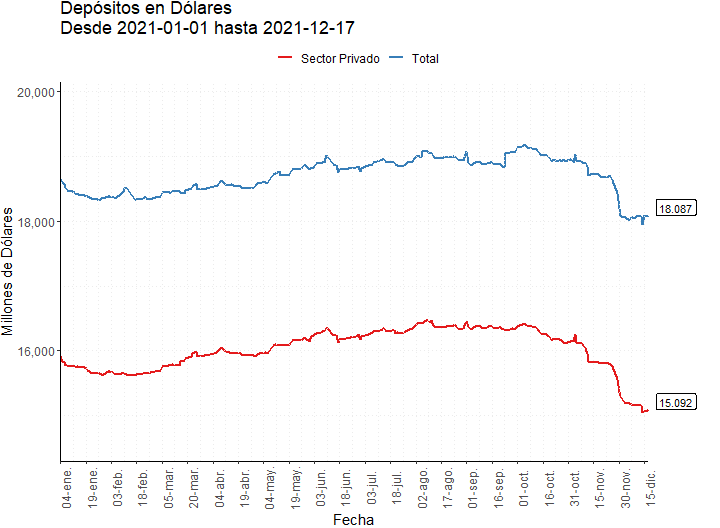 Depósitos en Dólares
Desde 2021-01-01 hasta 2021-12-17
Sector Privado Total
Millones de Dólares
20,000
18,000
16,000
18.087
15.092
04-ene.
19-ene.
03-feb.
18-feb.
05-mar.
20-mar.
04-abr.
19-abr.
04-may.
19-may.
03-jun.
18-jun.
03-jul.
18-jul.
02-ago.
17-ago.
01-sep.
16-sep.
01-oct.
16-oct.
31-oct.
15-nov.
30-nov.
15-dic.
Fecha